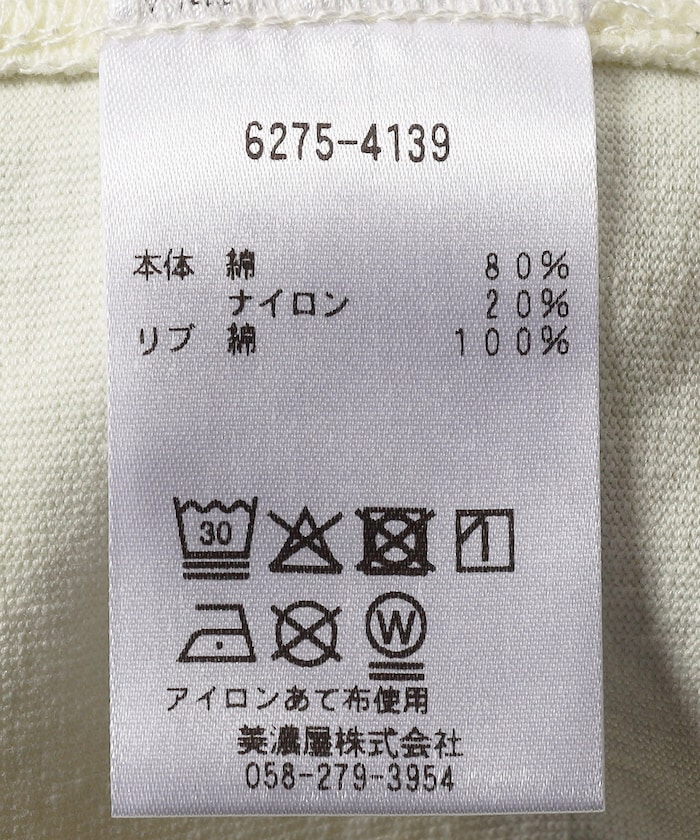 6275-4139
本体 綿 80%
ナイロン 20%
リブ 綿 100%
30
W
アイロンあて布使用
美濃屋株式会社
058-279-3954